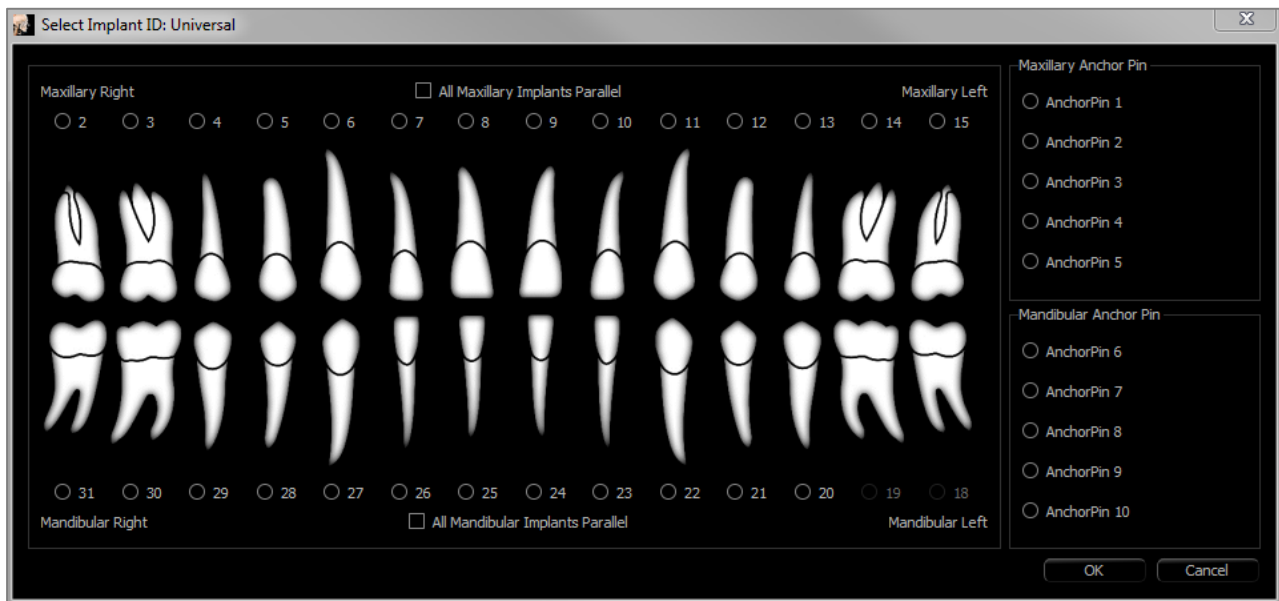 Select Implant ID: Universal
Maxillary Right
All Maxillary Implants Parallel
Maxillary Left
2 3 4 5 6 7 8 9 10 11 12 13 14 15
31 30 29 28 27 26 25 24 23 22 21 20 19 18
Mandibular Right
All Mandibular Implants Parallel
Mandibular Left
Maxillary Anchor Pin
AnchorPin 1
AnchorPin 2
AnchorPin 3
AnchorPin 4
AnchorPin 5
Mandibular Anchor Pin
AnchorPin 6
AnchorPin 7
AnchorPin 8
AnchorPin 9
AnchorPin 10
OK
Cancel